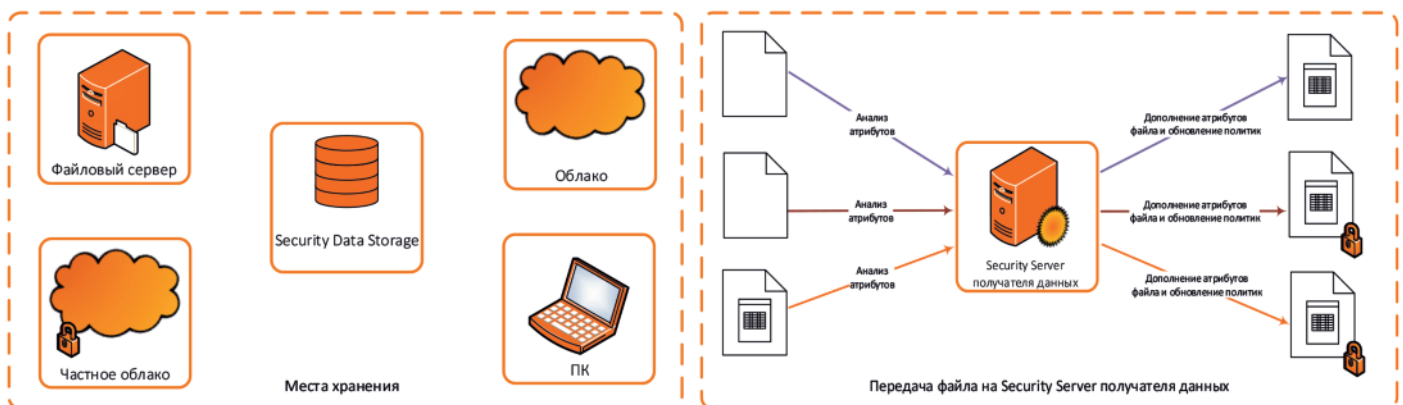 Файловый сервер
Облако
Security Data Storage
Частное облако
ПК
Места хранения
Анализ
атрибутов
Дополнение атрибутов
файла и обновление политик
Анализ
атрибутов
Дополнение атрибутов
файла и обновление политик
Security Server
получателя данных
Анализ
атрибутов
Дополнение атрибутов
файла и обновление политик
Передача файла на Security Server получателя данных